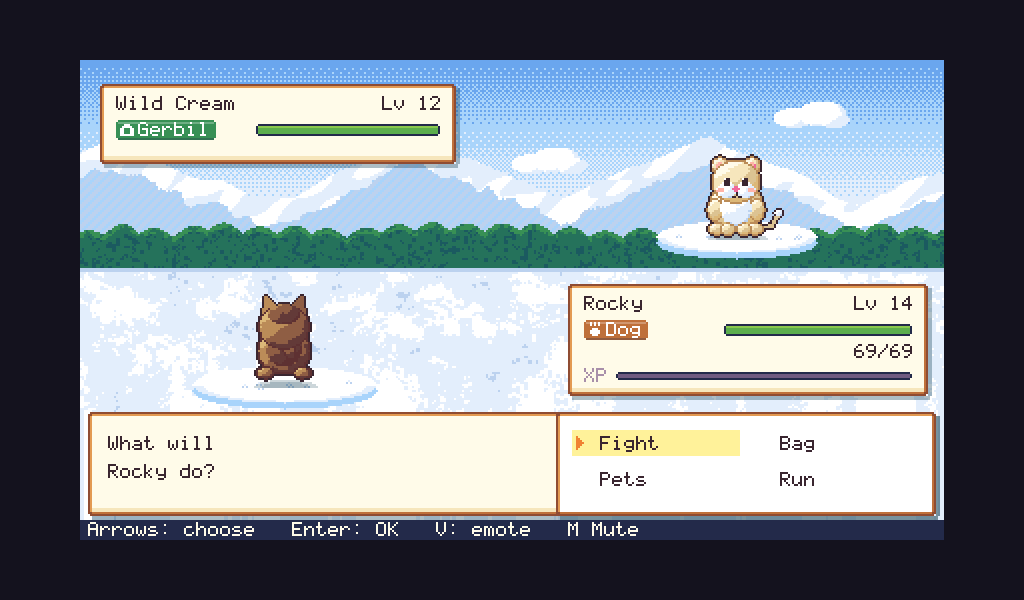 Wild Cream Lv 12
Gerbil
Rocky Lv 14
Dog
69/69
XP
What will
Rocky do?
Fight Bag
Pets Run
Arrows: choose Enter: OK V: emote M Mute